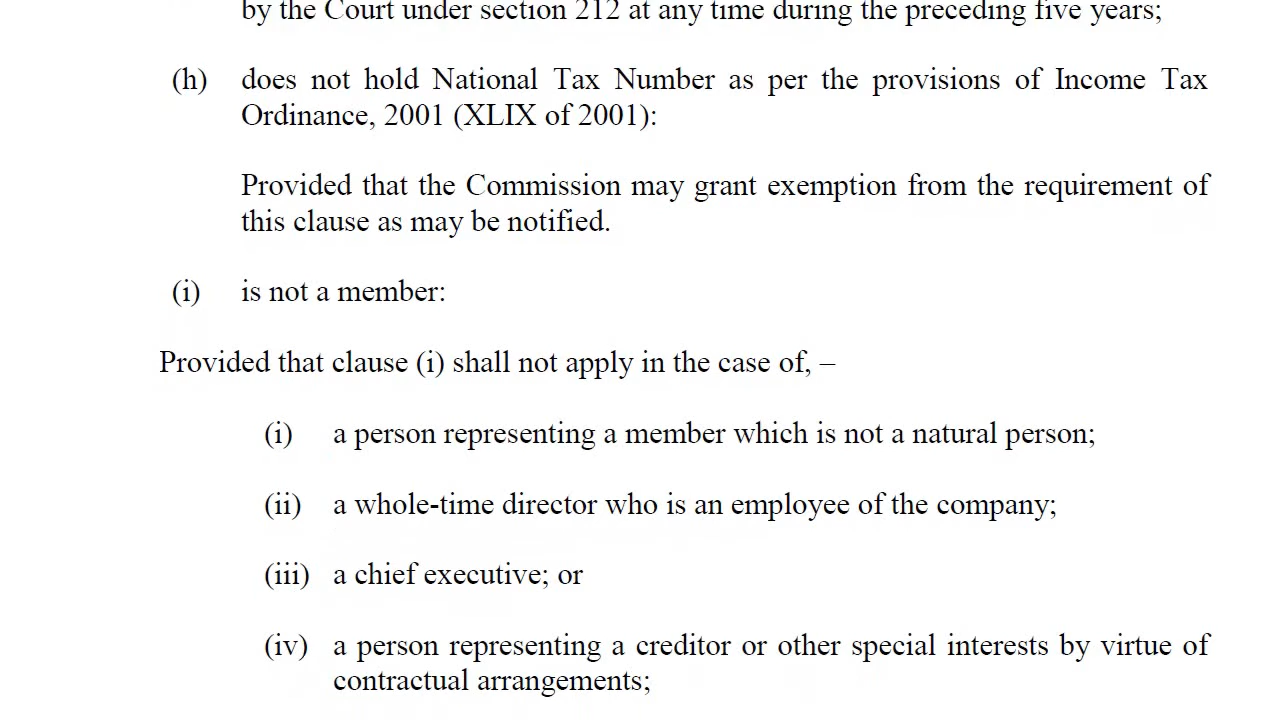 by the Court under section 212 at any time during the preceding five years;
(h) does not hold National Tax Number as per the provisions of Income Tax
Ordinance, 2001 (XLIX of 2001):
Provided that the Commission may grant exemption from the requirement of
this clause as may be notified.
(i) is not a member:
Provided that clause (i) shall not apply in the case of, –
(i) a person representing a member which is not a natural person;
(ii) a whole-time director who is an employee of the company;
(iii) a chief executive; or
(iv) a person representing a creditor or other special interests by virtue of
contractual arrangements;